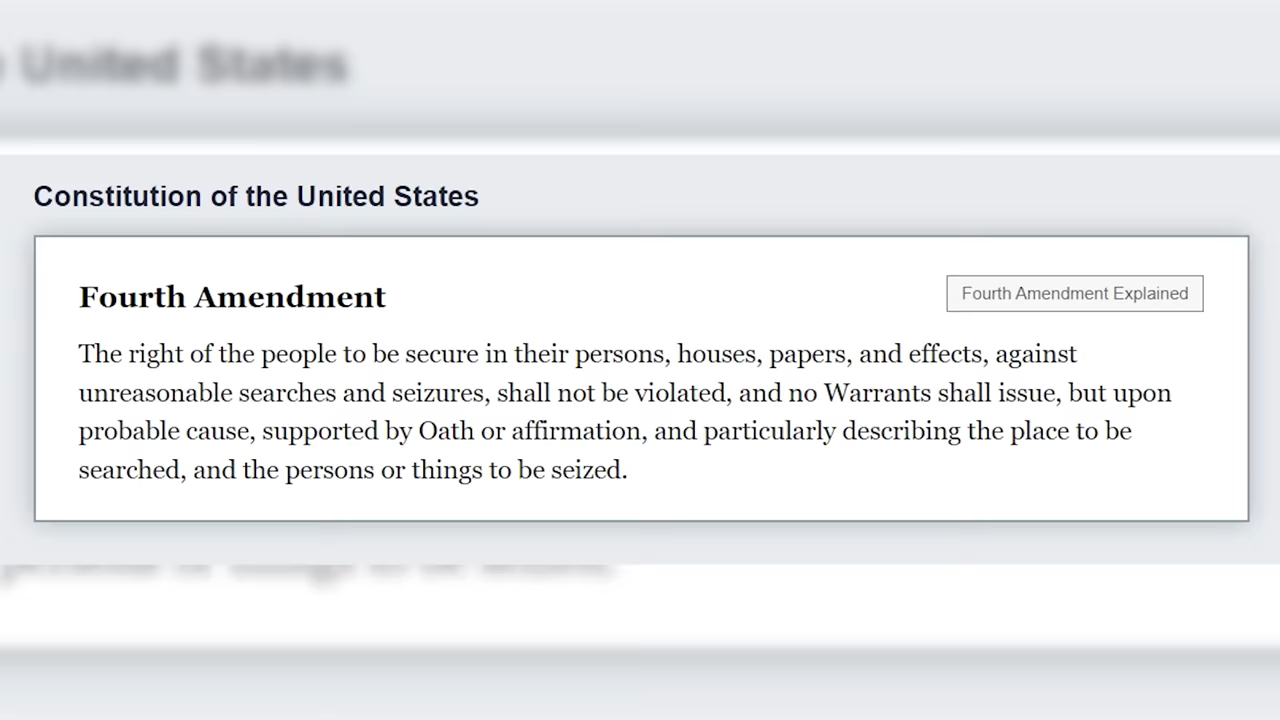 United States
Constitution of the United States
Fourth Amendment
Fourth Amendment Explained
The right of the people to be secure in their persons, houses, papers, and effects, against
unreasonable searches and seizures, shall not be violated, and no Warrants shall issue, but upon
probable cause, supported by Oath or affirmation, and particularly describing the place to be
searched, and the persons or things to be seized.